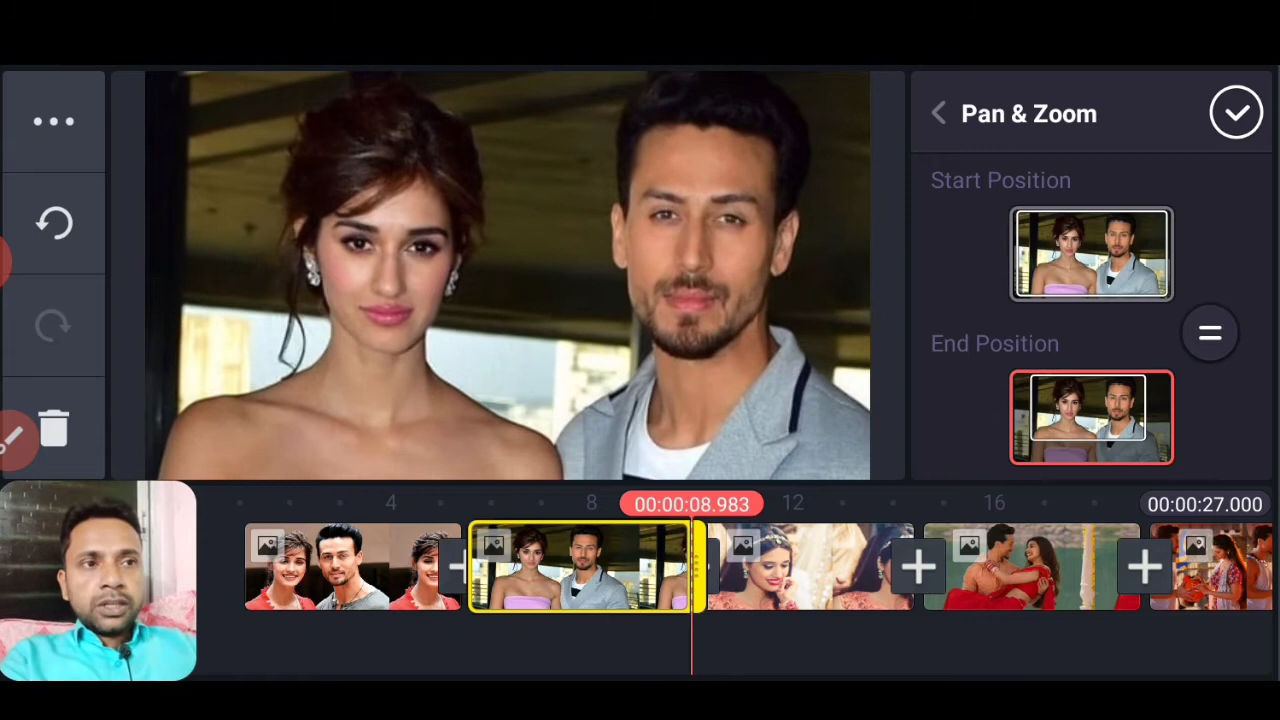 Pan & Zoom
Start Position
End Position
4
8
00:00:08.983
12
16
00:00:27.000